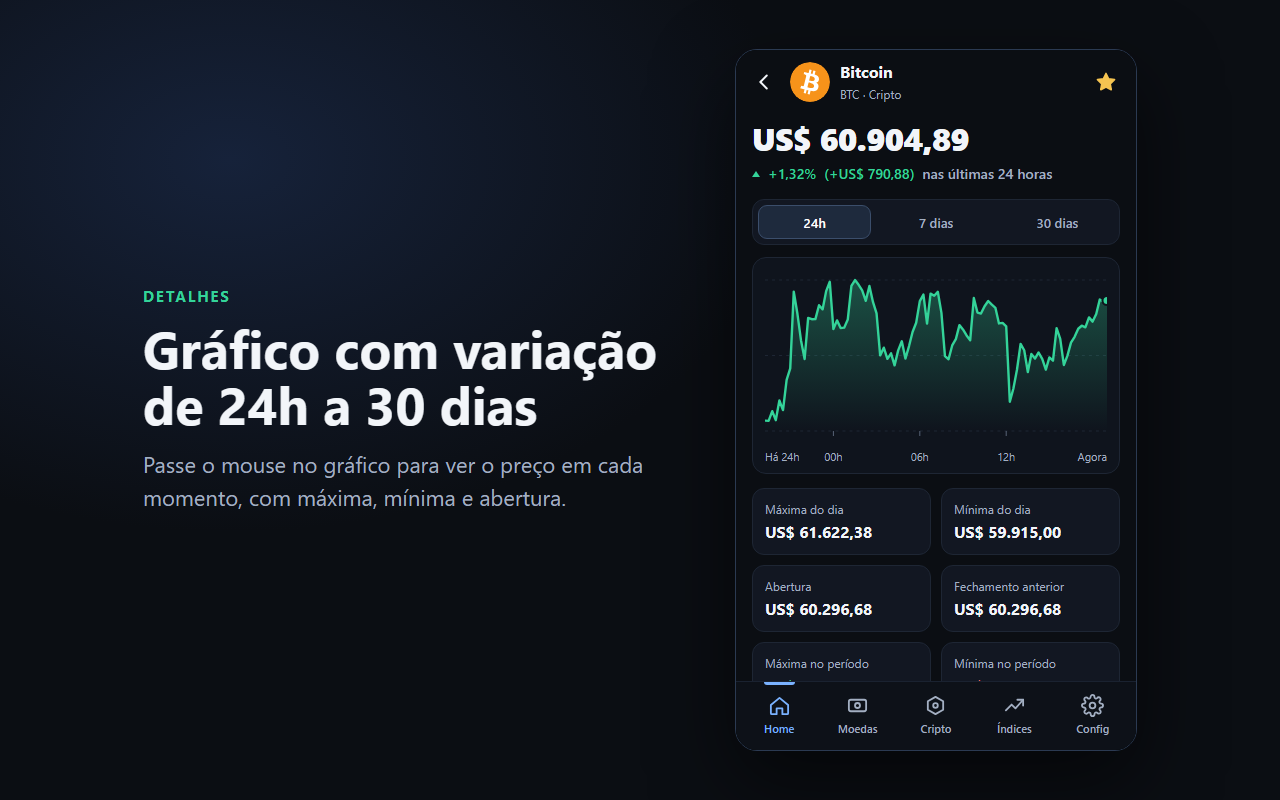 DETALHES
Gráfico com variação
de 24h a 30 dias
Passe o mouse no gráfico para ver o preço em cada
momento, com máxima, mínima e abertura.
Bitcoin
BTC · Cripto
US$ 60.904,89
+1,32% (+US$ 790,88) nas últimas 24 horas
24h 7 dias 30 dias
Há 24h 00h 06h 12h Agora
Máxima do dia Mínima do dia
US$ 61.622,38 US$ 59.915,00
Abertura Fechamento anterior
US$ 60.296,68 US$ 60.296,68
Máxima no período Mínima no período
Home Moedas Cripto Índices Config